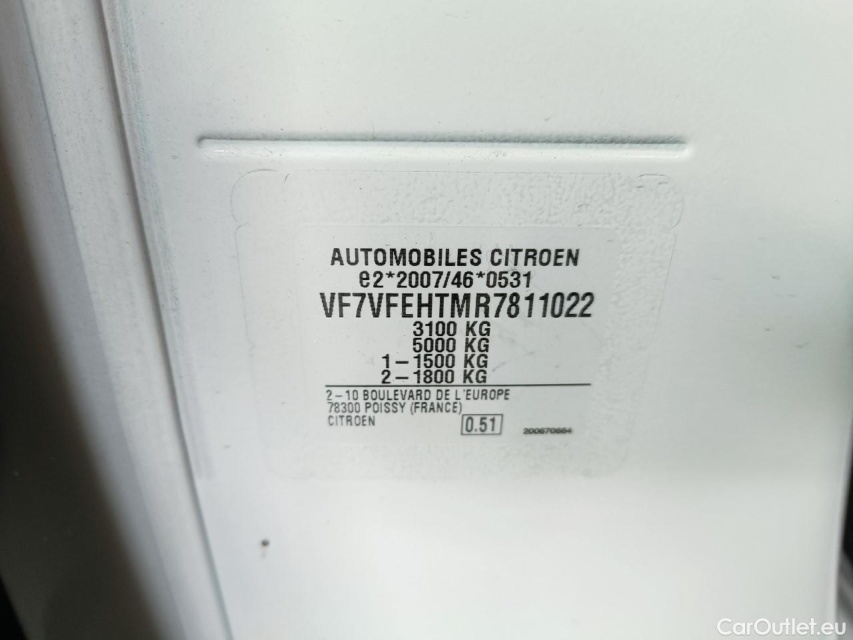 AUTOMOBILES CITROEN
e2*2007/46*0531
VF7VFEHTMR7811022
3100 KG
5000 KG
1-1500 KG
2-1800 KG
2-10 BOULEVARD DE L'EUROPE
78300 POISSY (FRANCE)
CITROEN 0.51
CarOutlet.eu